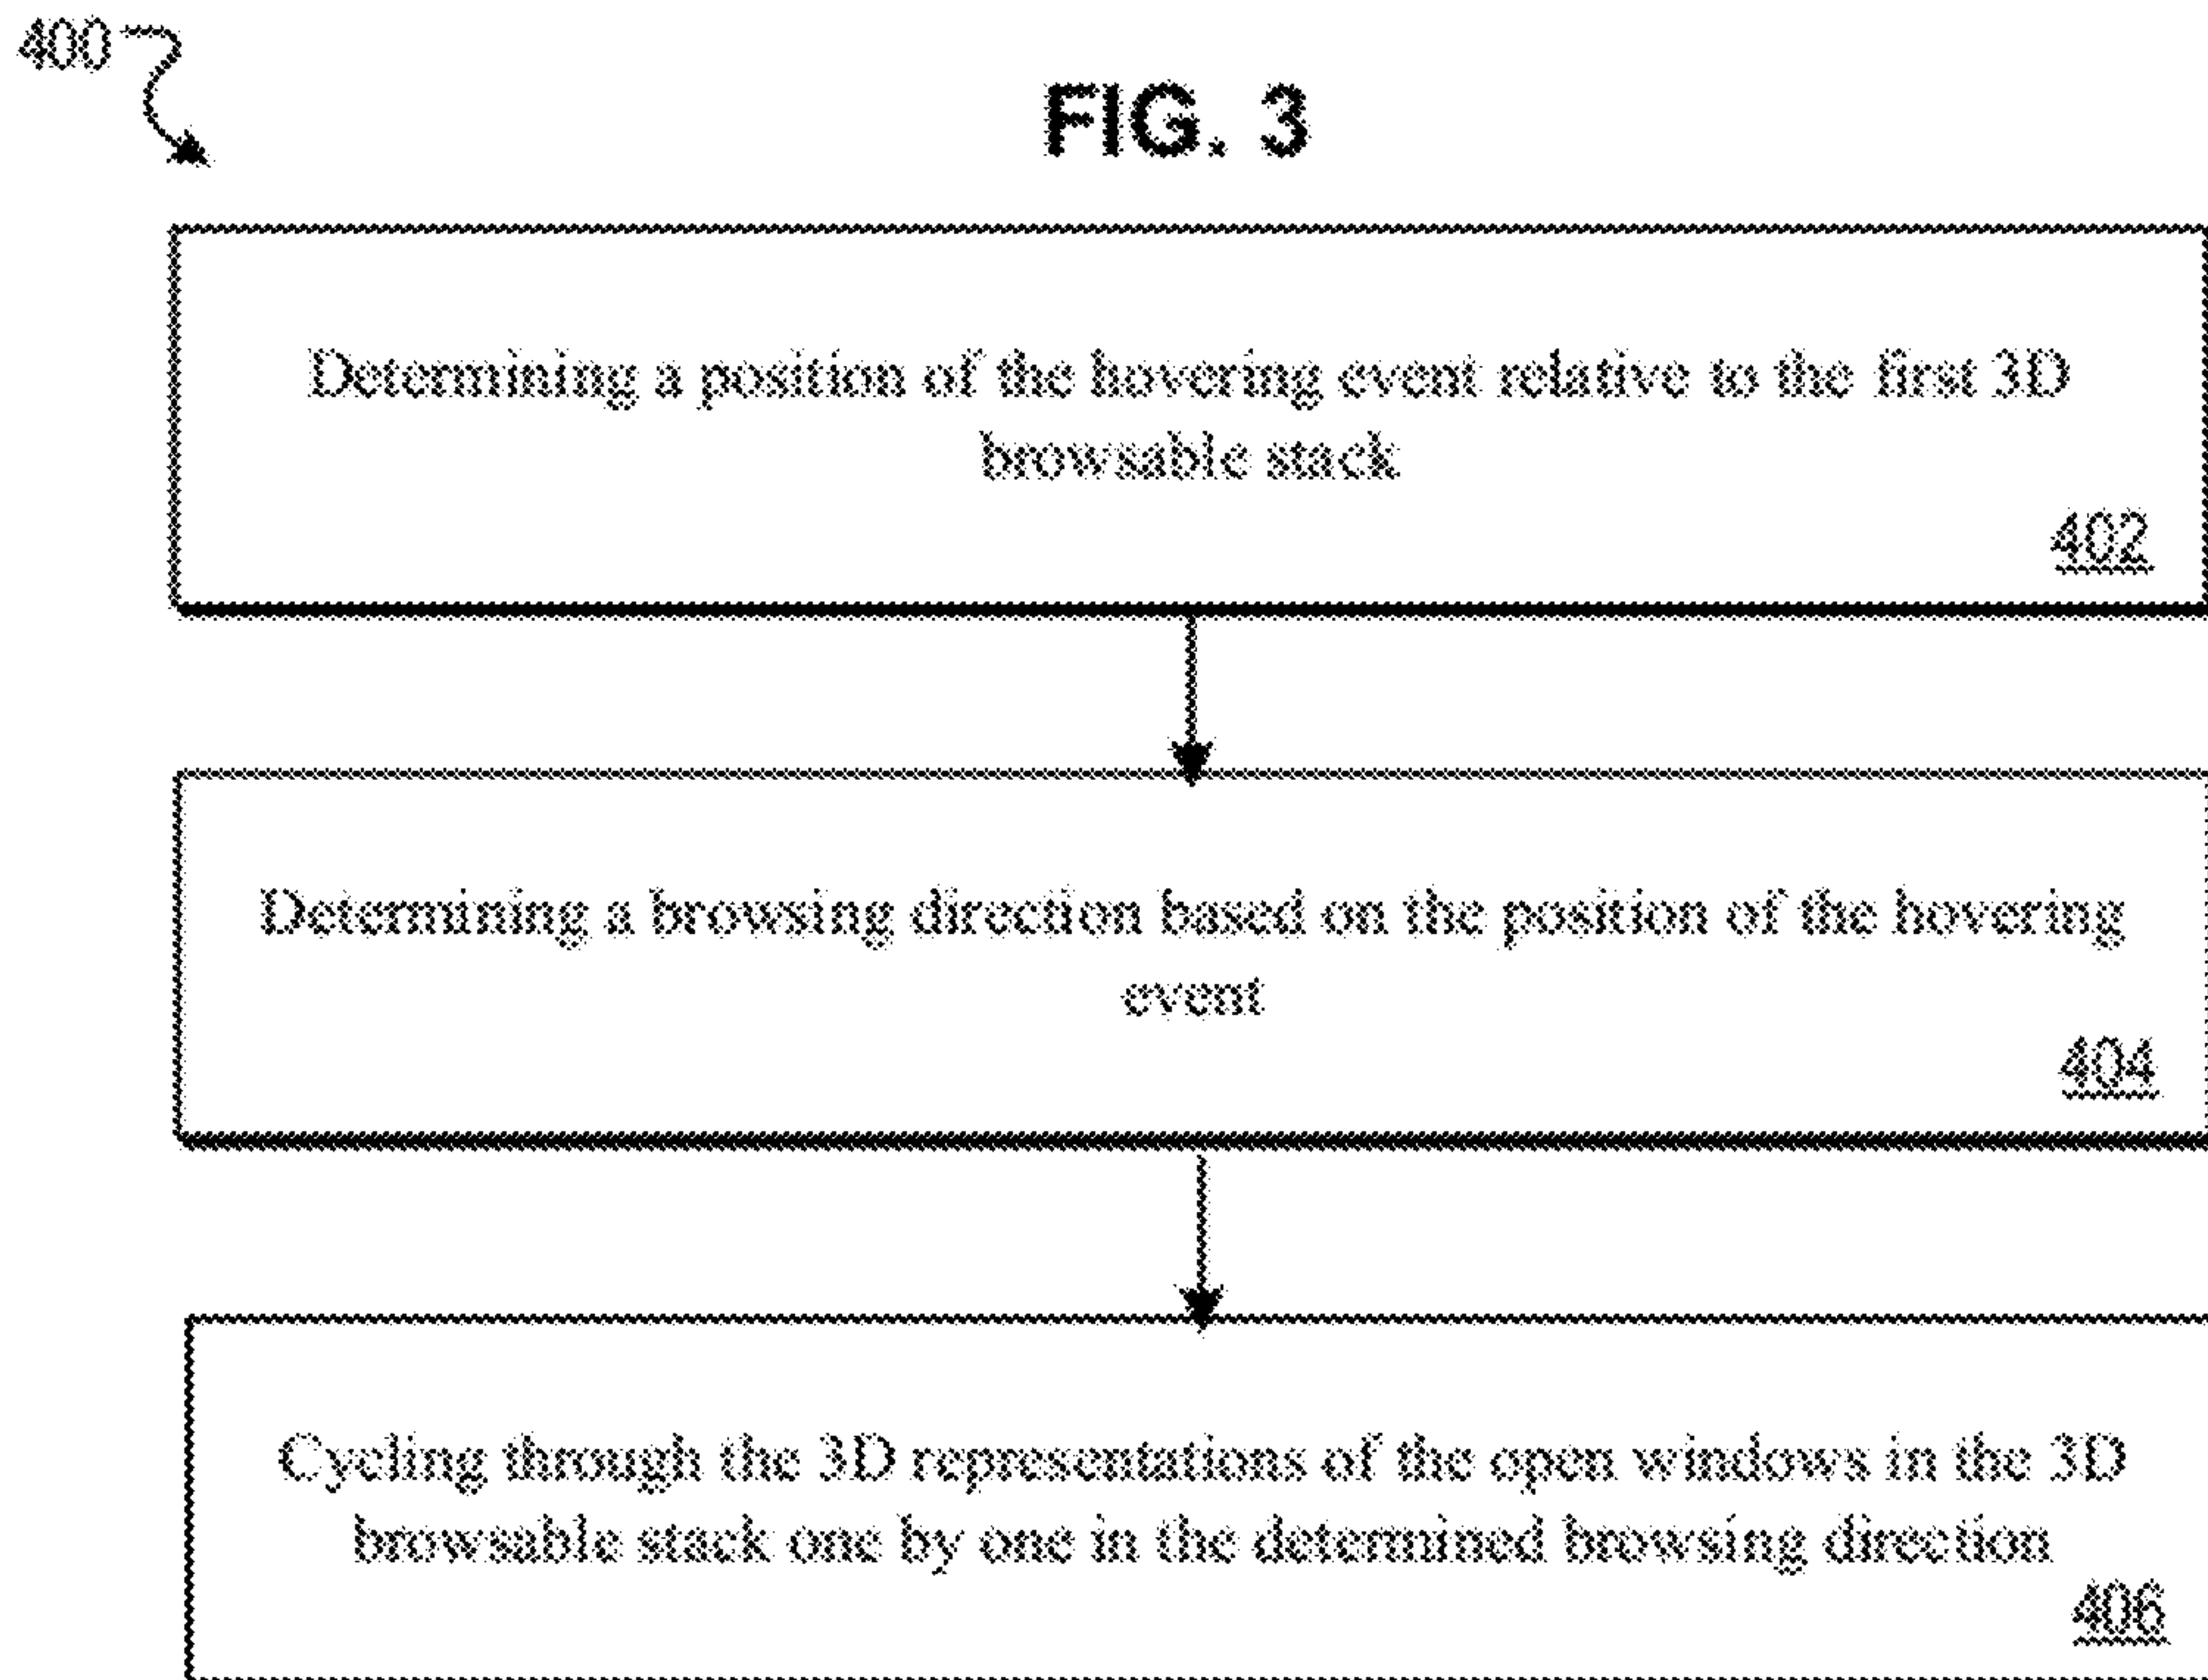 400
FIG. 3
Determining a position of the hovering event relative to the first 3D
browsable stack
402
Determining a browsing direction based on the position of the hovering
event
404
Cycling through the 3D representations of the open windows in the 3D
browsable stack one by one in the determined browsing direction
406